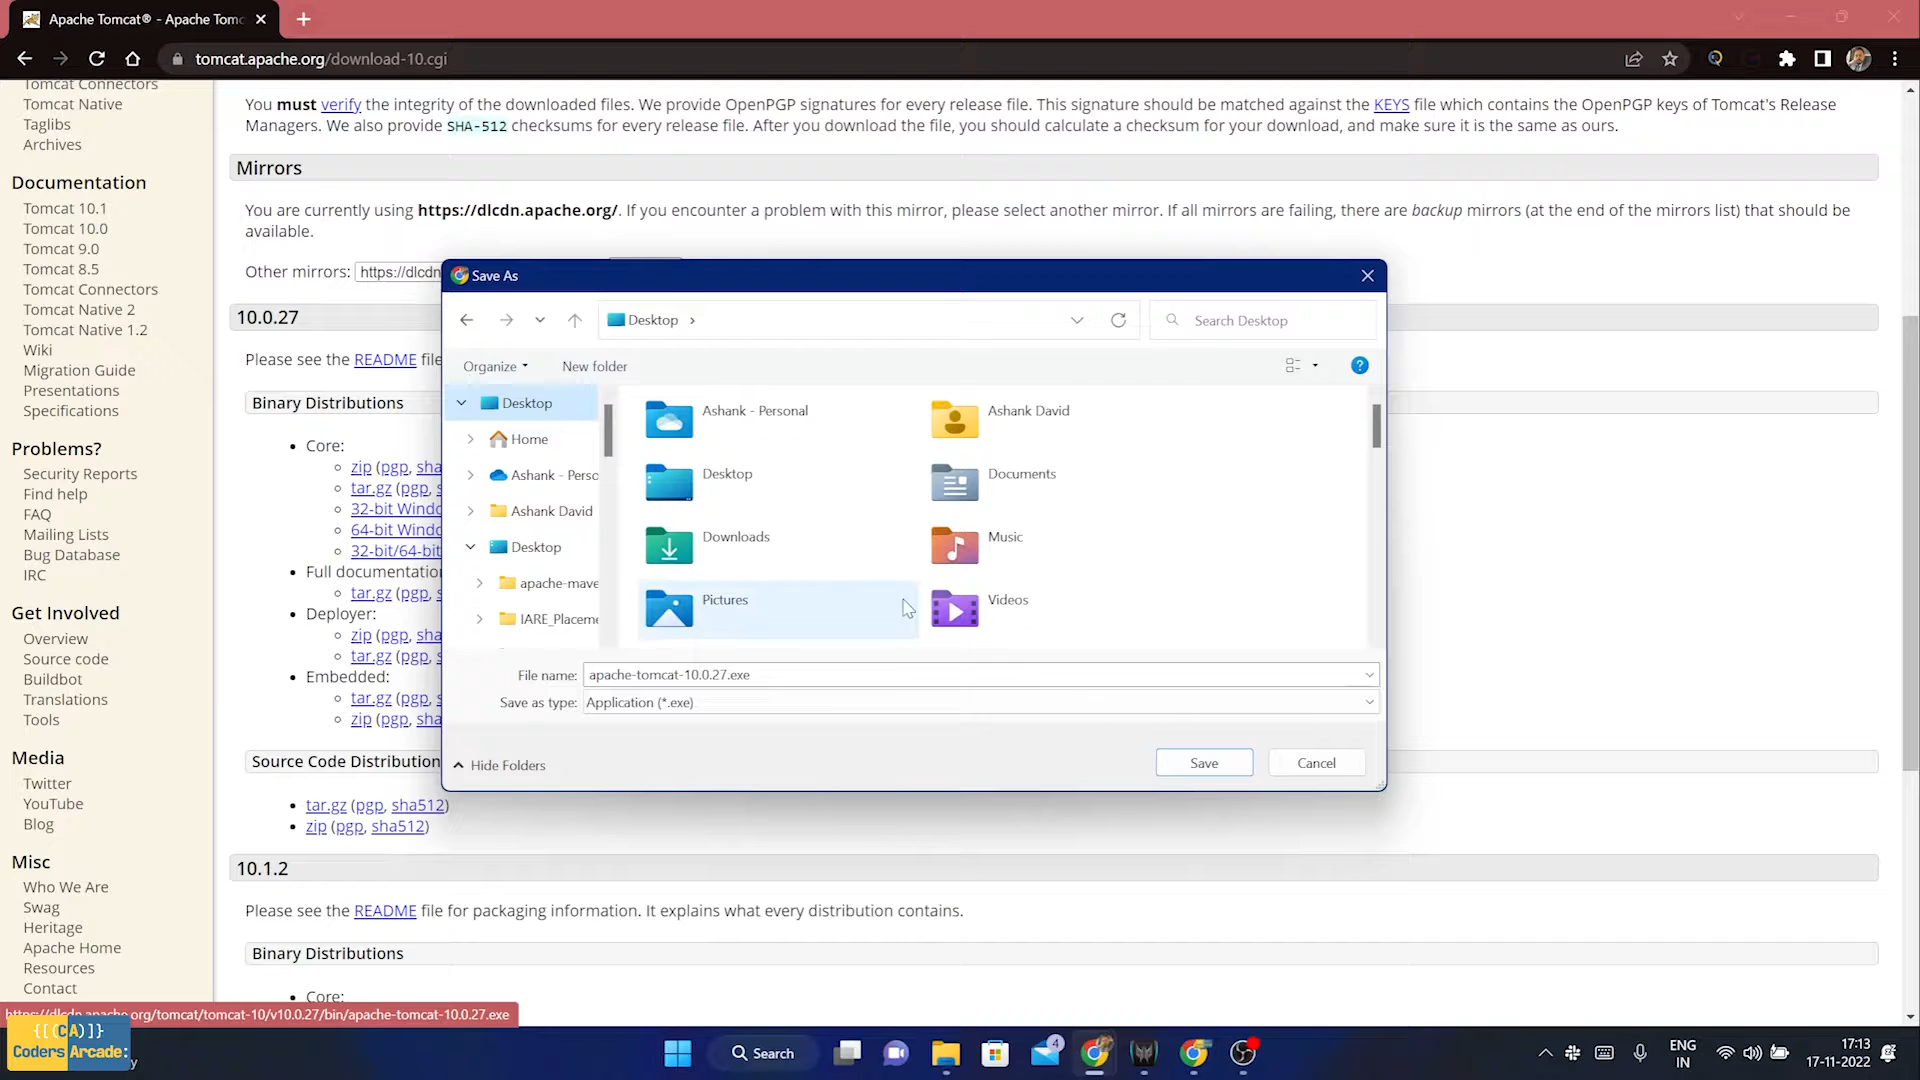 Apache Tomcat® - Apache Tomc
tomcat.apache.org/download-10.cgi
Tomcat Connectors
Tomcat Native
Taglibs
Archives
Documentation
Tomcat 10.1
Tomcat 10.0
Tomcat 9.0
Tomcat 8.5
Tomcat Connectors
Tomcat Native 2
Tomcat Native 1.2
Wiki
Migration Guide
Presentations
Specifications
Problems?
Security Reports
Find help
FAQ
Mailing Lists
Bug Database
IRC
Get Involved
Overview
Source code
Buildbot
Translations
Tools
Media
Twitter
YouTube
Blog
Misc
Who We Are
Swag
Heritage
Apache Home
Resources
Contact
You must verify the integrity of the downloaded files. We provide OpenPGP signatures for every release file. This signature should be matched against the KEYS file which contains the OpenPGP keys of Tomcat's Release
Managers. We also provide SHA-512 checksums for every release file. After you download the file, you should calculate a checksum for your download, and make sure it is the same as ours.
Mirrors
You are currently using https://dlcdn.apache.org/. If you encounter a problem with this mirror, please select another mirror. If all mirrors are failing, there are backup mirrors (at the end of the mirrors list) that should be
available.
Other mirrors: https://dlcdn
10.0.27
Please see the README file
Binary Distributions
Core:
zip (pgp, sha
tar.gz (pgp, s
32-bit Windo
64-bit Windo
32-bit/64-bit
Full documentation
tar.gz (pgp, s
Deployer:
zip (pgp, sha
tar.gz (pgp, s
Embedded:
tar.gz (pgp, s
zip (pgp, sha
Source Code Distribution
tar.gz (pgp, sha512)
zip (pgp, sha512)
10.1.2
Please see the README file for packaging information. It explains what every distribution contains.
Binary Distributions
Core:
Save As
Desktop
Search Desktop
Organize
New folder
Desktop
Home
Ashank - Perso
Ashank David
Desktop
apache-mave
IARE_Placeme
Ashank - Personal
Ashank David
Desktop
Documents
Downloads
Music
Pictures
Videos
File name: apache-tomcat-10.0.27.exe
Save as type: Application (*.exe)
Hide Folders
Save
Cancel
https://dlcdn.apache.org/tomcat/tomcat-10/v10.0.27/bin/apache-tomcat-10.0.27.exe
{[(CA)]}
Coders Arcade:
Search
4
ENG
IN
17:13
17-11-2022